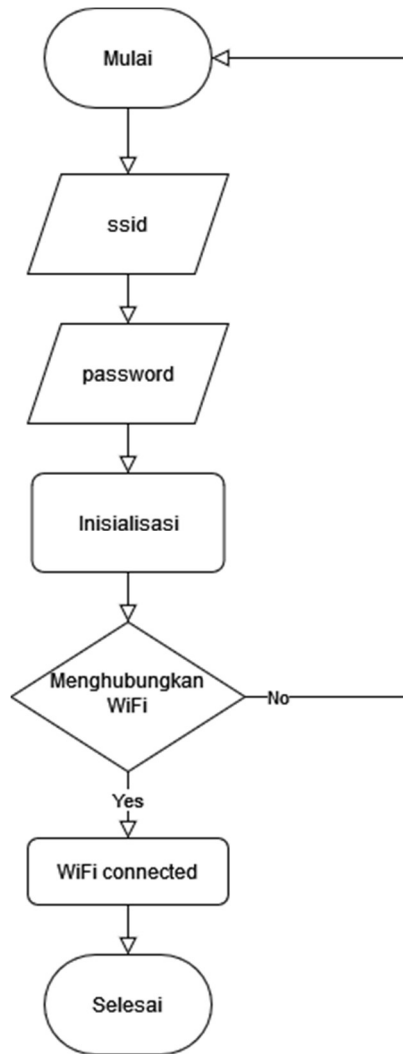 Mulai
ssid
password
Inisialisasi
Menghubungkan
WiFi
No
Yes
WiFi connected
Selesai